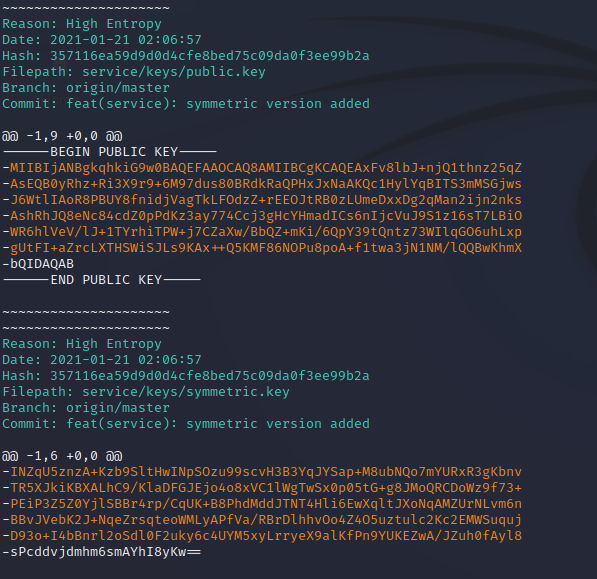 ~~~~~~~~~~~~~~~~~~~~~
Reason: High Entropy
Date: 2021-01-21 02:06:57
Hash: 357116ea59d9d0d4cfe8bed75c09da0f3ee99b2a
Filepath: service/keys/public.key
Branch: origin/master
Commit: feat(service): symmetric version added

@@ -1,9 +0,0 @@
------BEGIN PUBLIC KEY-----
-MIIBIjANBgkqhkiG9w0BAQEFAAOCAQ8AMIIBCgKCAQEAxFv8lbJ+njQ1thnz25qZ
-AsEQB0yRhz+Ri3X9r9+6M97dus80BRdkRaQPHxJxNaAKQc1HylYqBITS3mMSGjws
-J6WtlIAoR8PBUY8fnidjVagTkLFOdzZ+rEEOJtRB0zLUmeDxxDg2qMan2ijn2nks
-AshRhJQ8eNc84cdZ0pPdKz3ay774Ccj3gHcYHmadICs6nIjcVuJ9S1z16sT7LBiO
-WR6hlVeV/lJ+1TYrhiTPW+j7CZaXw/BbQZ+mKi/6QpY39tQntz73WIlqGO6uhLxp
-gUtFI+aZrcLXTHSWiSJLs9KAx++Q5KMF86NOPu8poA+f1twa3jN1NM/lQQBwKhmX
-bQIDAQAB
------END PUBLIC KEY-----

~~~~~~~~~~~~~~~~~~~~~
~~~~~~~~~~~~~~~~~~~~~
Reason: High Entropy
Date: 2021-01-21 02:06:57
Hash: 357116ea59d9d0d4cfe8bed75c09da0f3ee99b2a
Filepath: service/keys/symmetric.key
Branch: origin/master
Commit: feat(service): symmetric version added

@@ -1,6 +0,0 @@
-INZqU5znzA+Kzb9SltHwINpSOzu99scvH3B3YqJYSap+M8ubNQo7mYURxR3gKbnv
-TR5XJkiKBXALhC9/KlaDFGJEjo4o8xVC1lWgTwSx0p05tG+g8JMoQRCDoWz9f73+
-PEiP3Z5Z0YjlSBBr4rp/CqUK+B8PhdMddJTNT4Hli6EwXqltJXoNqAMZUrNLvm6n
-BBvJVebK2J+NqeZrsqteoWMLyAPfVa/RBrDlhhvOo4Z4O5uztulc2Kc2EMWSuquj
-D93o+I4bBnrl2oSdl0F2uky6c4UYM5xyLrryeX9alKfPn9YUKEZwA/JZuh0fAyl8
-sPcddvjdmhm6smAYhI8yKw==